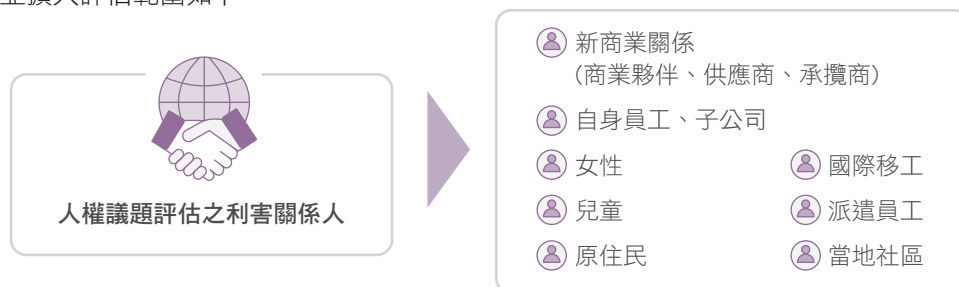 人權議題評估之利害關係人
新商業關係
(商業夥伴、供應商、承攬商)
自身員工、子公司
女性
國際移工
兒童
派遣員工
原住民
當地社區